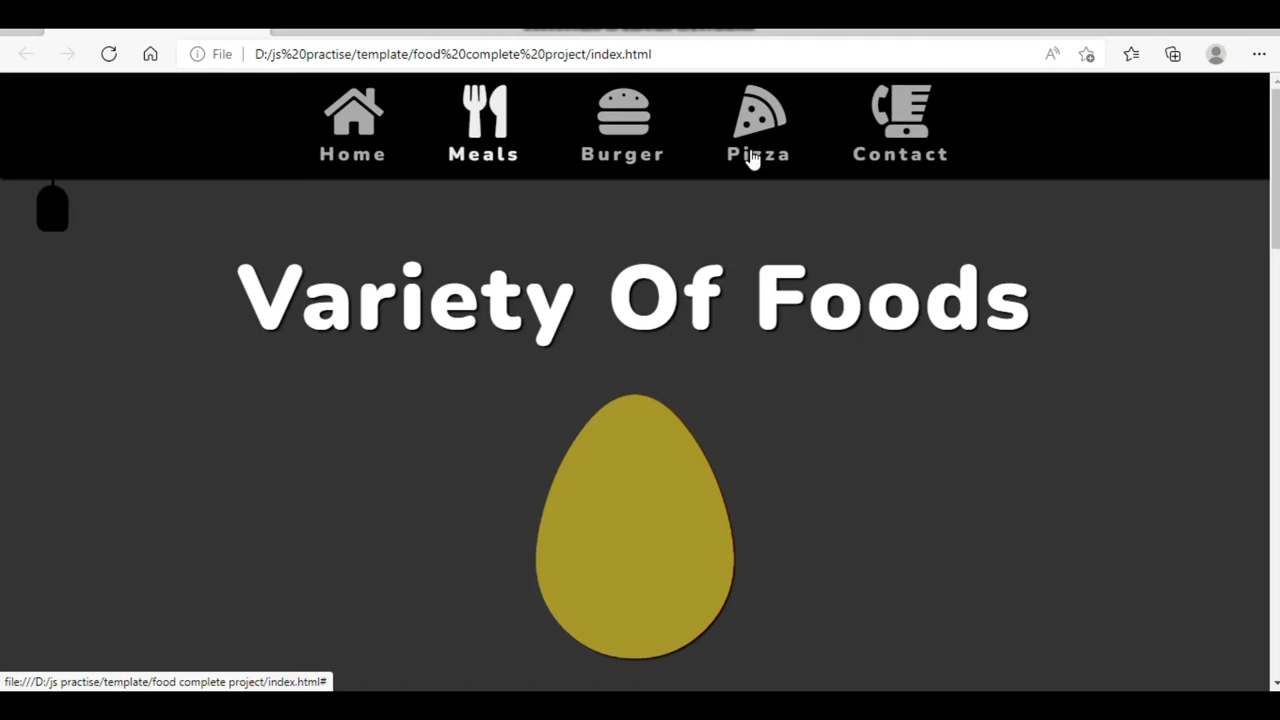 File
D:/js%20practise/template/food%20complete%20project/index.html
Home
Meals
Burger
Pizza
Contact
Variety Of Foods
file:///D:/js practise/template/food complete project/index.html#